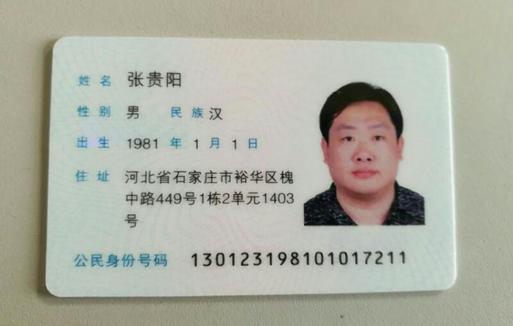 姓名 张贵阳
性别 男 民族 汉
出生 1981 年 1 月 1 日
住址 河北省石家庄市裕华区槐
中路449号1栋2单元1403
号
公民身份号码 130123198101017211